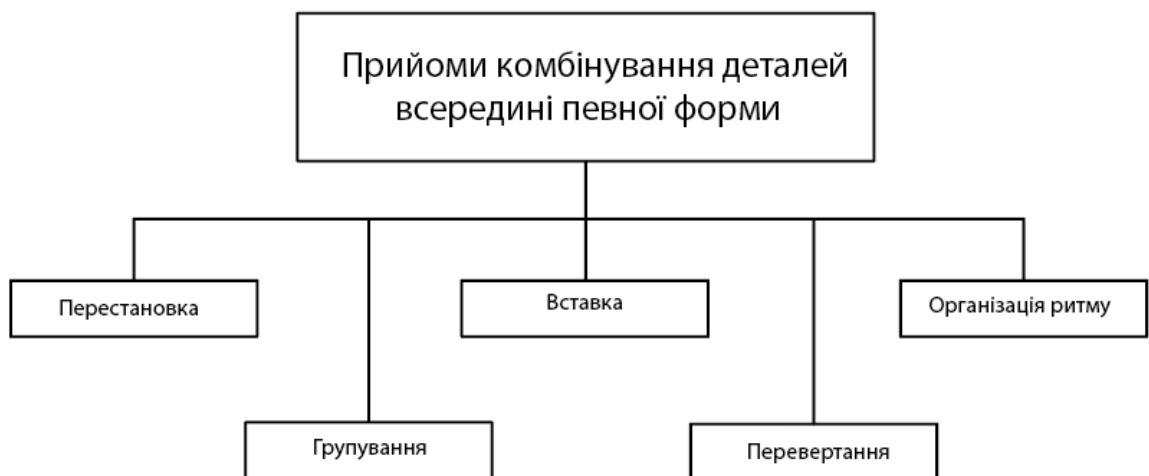 Прийоми комбінування деталей
всередині певної форми
Перестановка
Вставка
Організація ритму
Групування
Перевертання